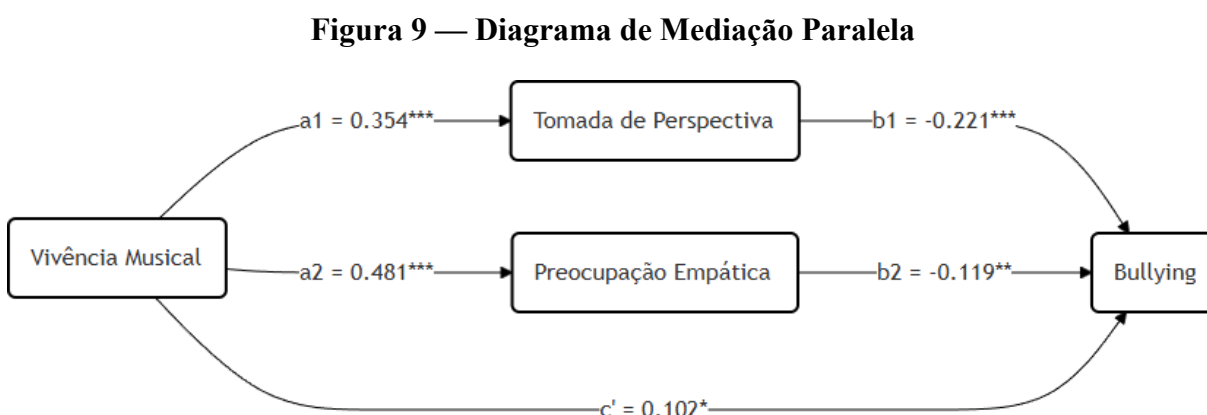 Figura 9 — Diagrama de Mediação Paralela
a1 = 0.354***
Tomada de Perspectiva
b1 = -0.221***
Vivência Musical
a2 = 0.481***
Preocupação Empática
b2 = -0.119**
Bullying
c' = 0.102*